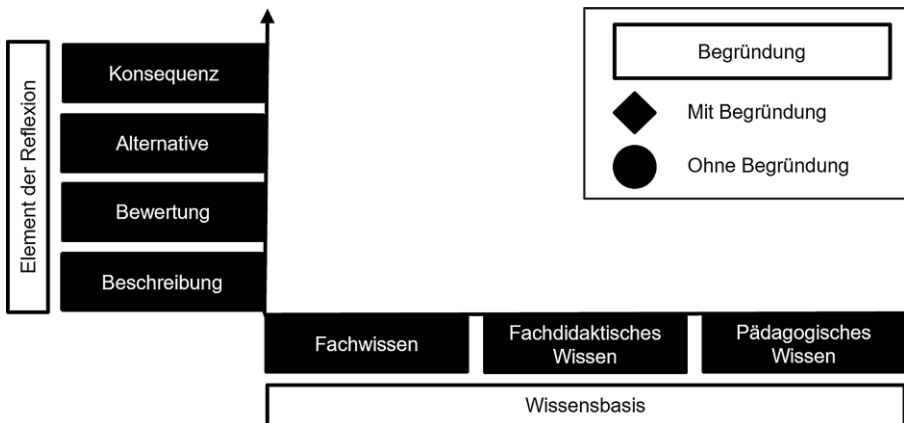 Element der Reflexion
Konsequenz
Alternative
Bewertung
Beschreibung
Fachwissen
Fachdidaktisches
Wissen
Pädagogisches
Wissen
Wissensbasis
Begründung
Mit Begründung
Ohne Begründung